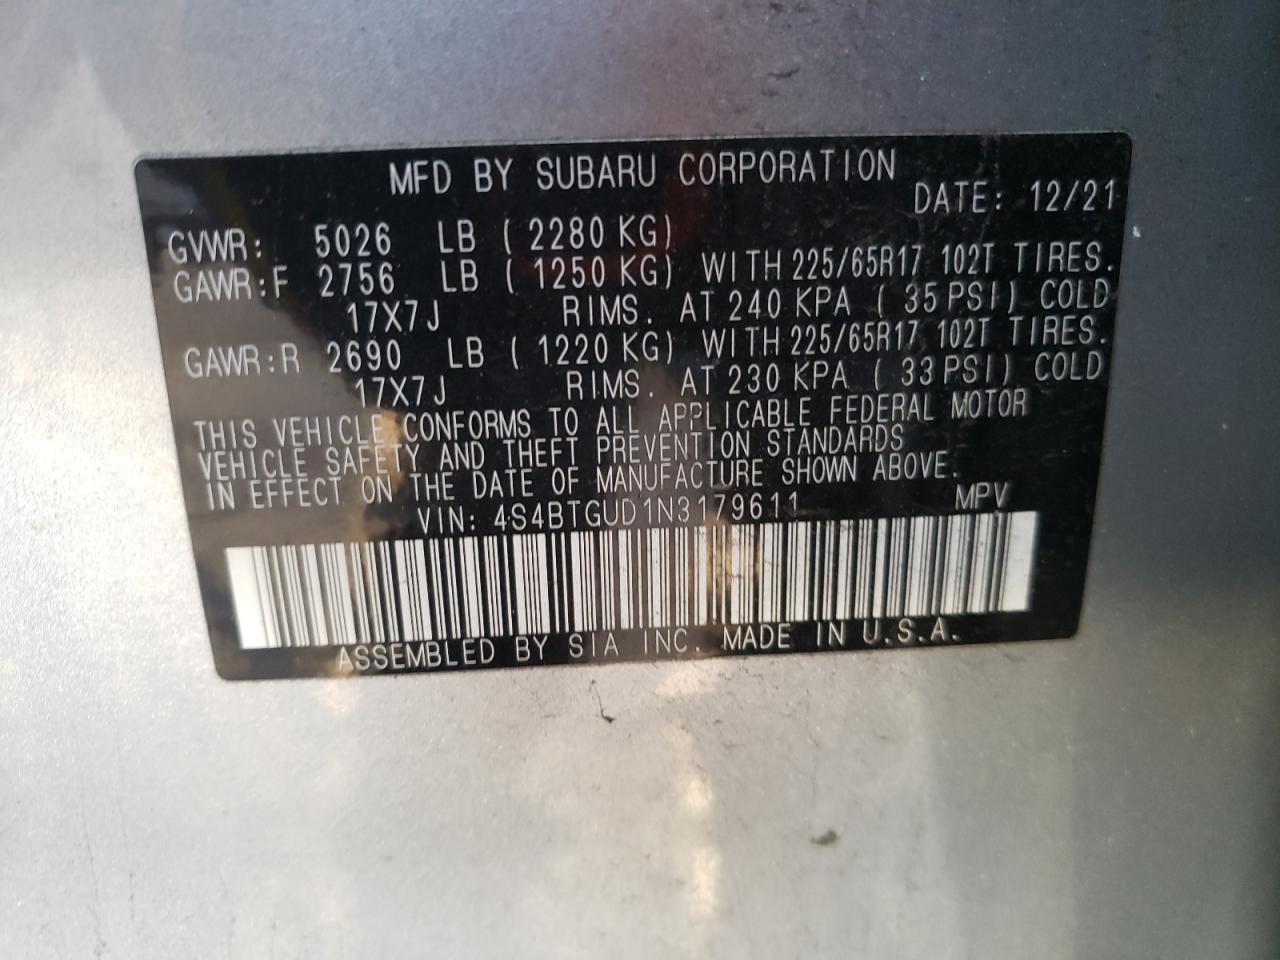 MFD BY SUBARU CORPORATION
DATE: 12/21
GVWR: 5026 LB ( 2280 KG)
GAWR:F 2756 LB ( 1250 KG) WITH 225/65R17 102T TIRES.
17X7J RIMS. AT 240 KPA ( 35 PSI) COLD
GAWR:R 2690 LB ( 1220 KG) WITH 225/65R17 102T TIRES.
17X7J RIMS. AT 230 KPA ( 33 PSI) COLD
THIS VEHICLE CONFORMS TO ALL APPLICABLE FEDERAL MOTOR
VEHICLE SAFETY AND THEFT PREVENTION STANDARDS
IN EFFECT ON THE DATE OF MANUFACTURE SHOWN ABOVE.
VIN: 4S4BTGUD1N3179611 MPV
ASSEMBLED BY SIA INC. MADE IN U.S.A.